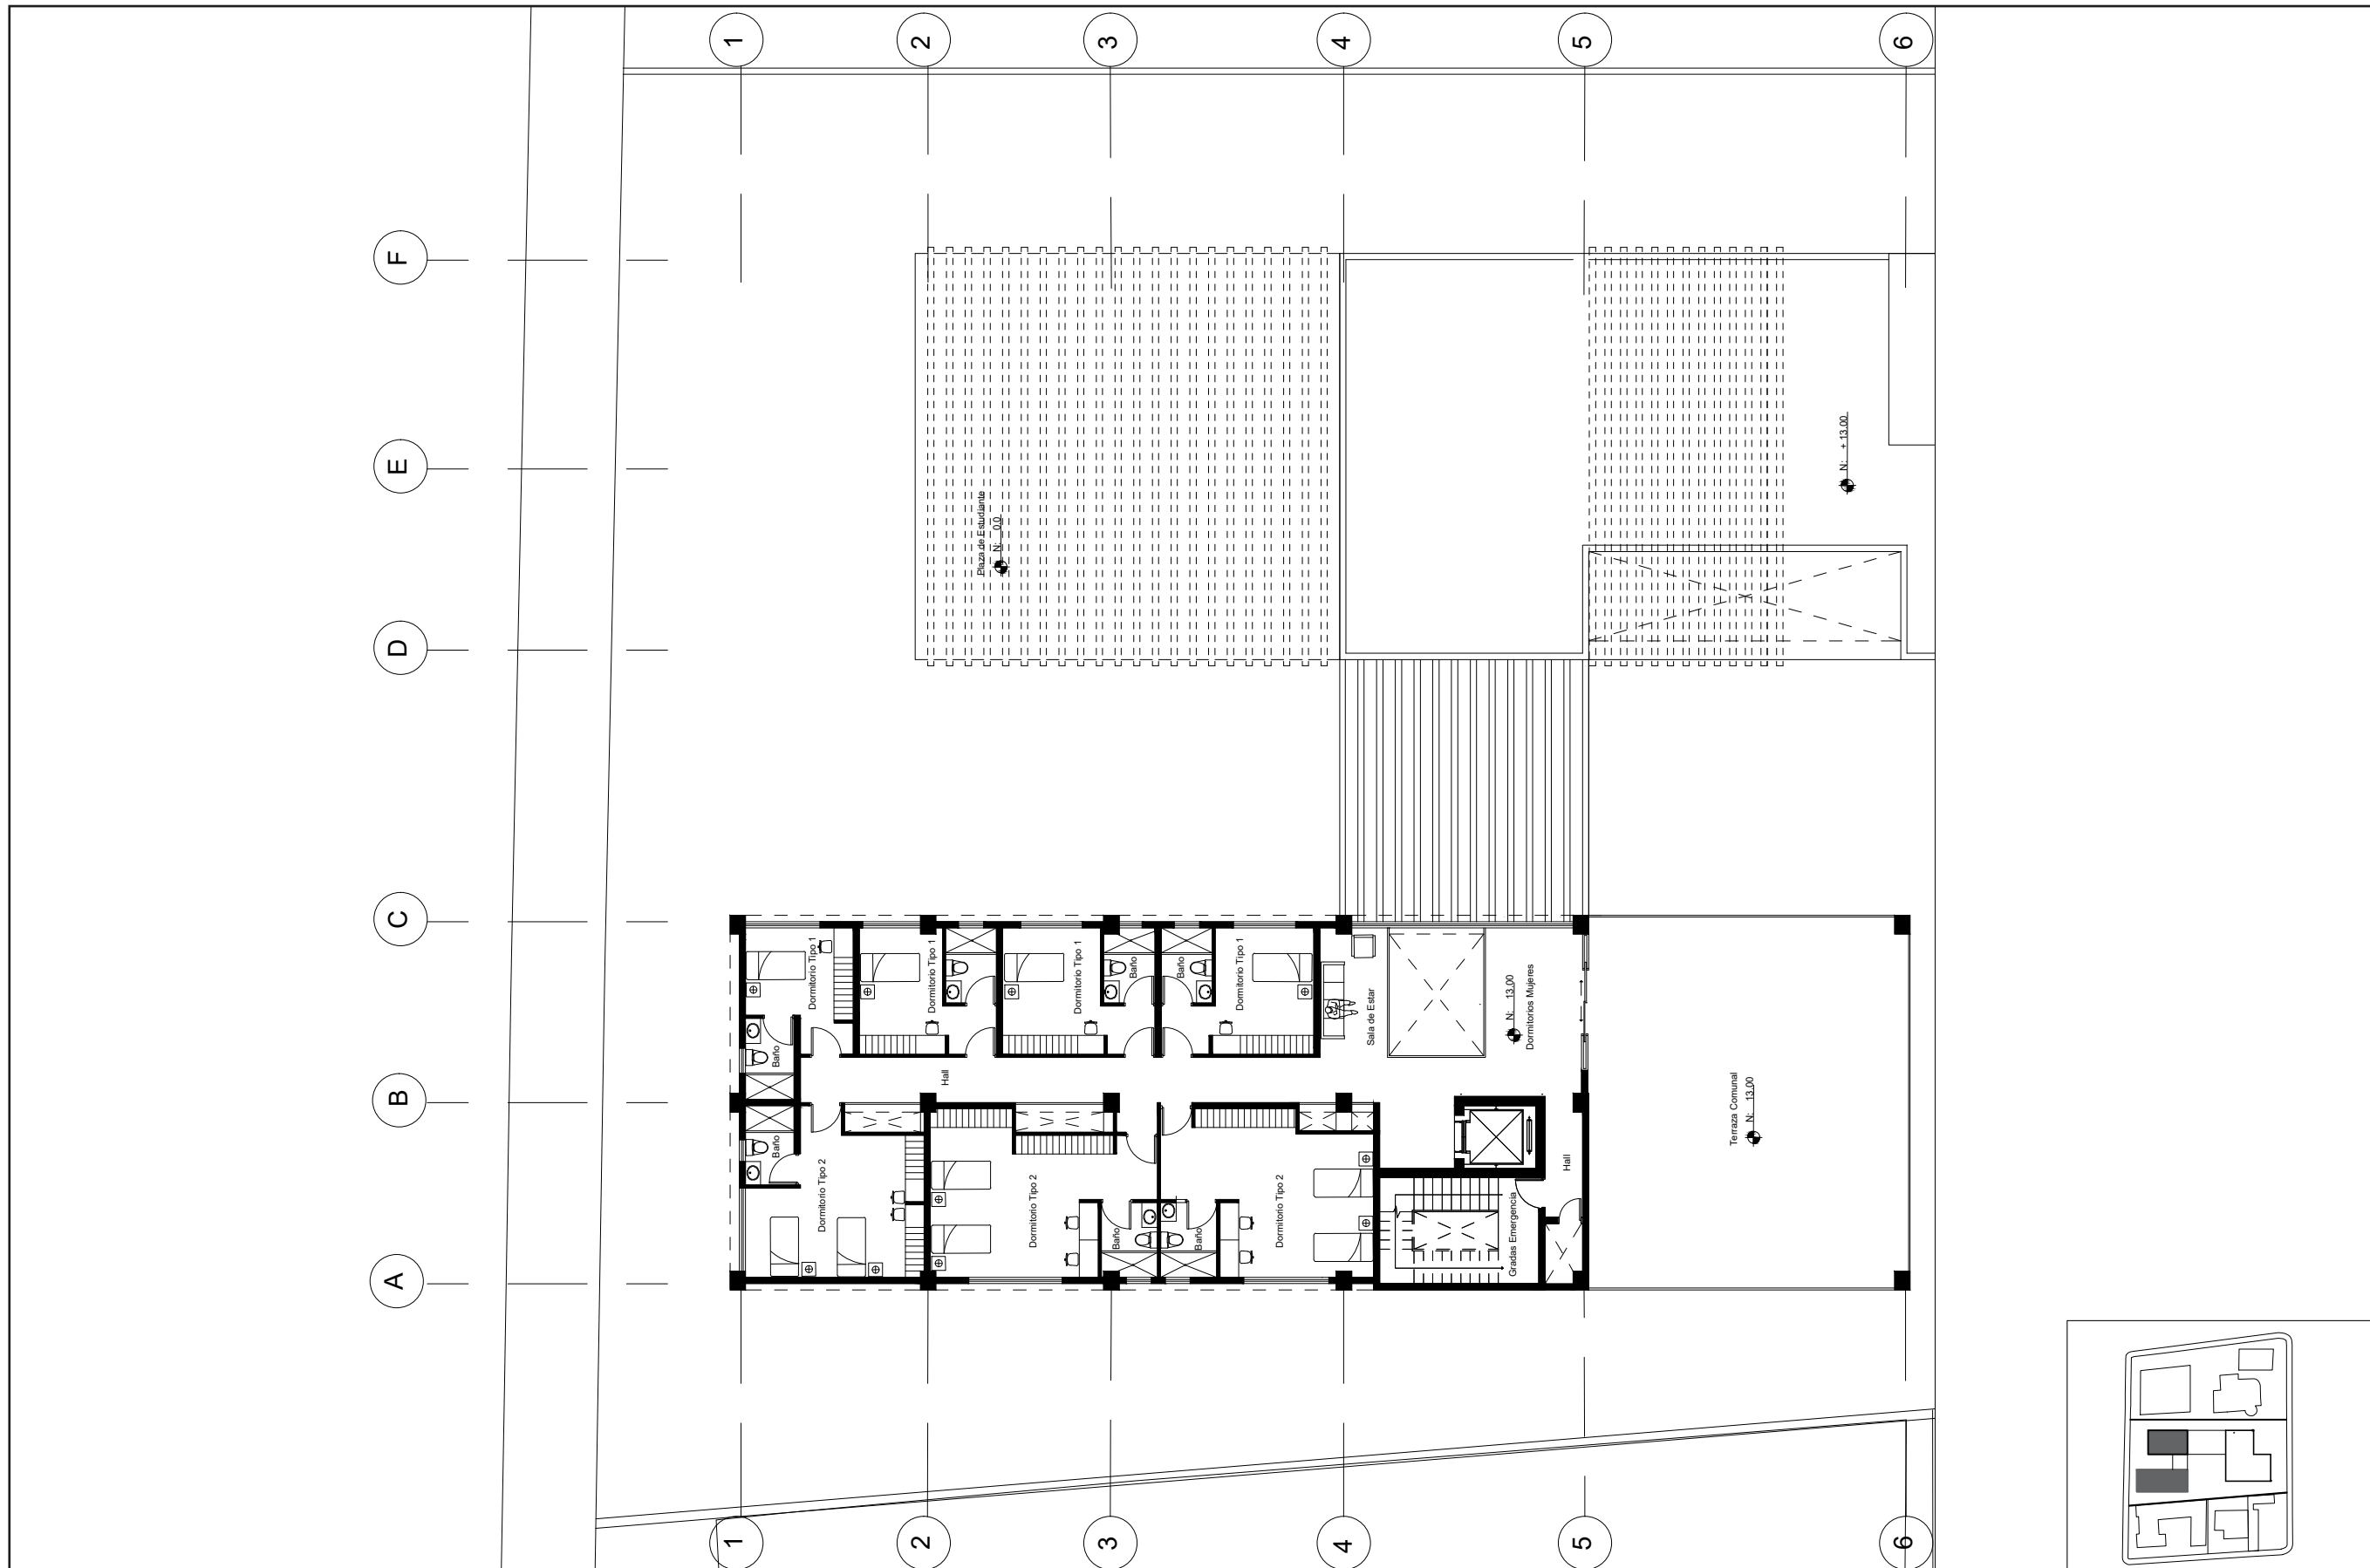 1
2
3
4
5
6
F
E
D
C
B
A
Plaza de Estudiante
N: 0.0
N: + 13.00
Dormitorio Tipo 1
Dormitorio Tipo 1
Dormitorio Tipo 1
Dormitorio Tipo 1
Baño
Baño
Baño
Sala de Estar
N: 13.00
Dormitorios Mujeres
Hall
Terraza Comunal
N: 13.00
Baño
Dormitorio Tipo 2
Dormitorio Tipo 2
Baño
Baño
Dormitorio Tipo 2
Gradas Emergencia
Hall
1
2
3
4
5
6